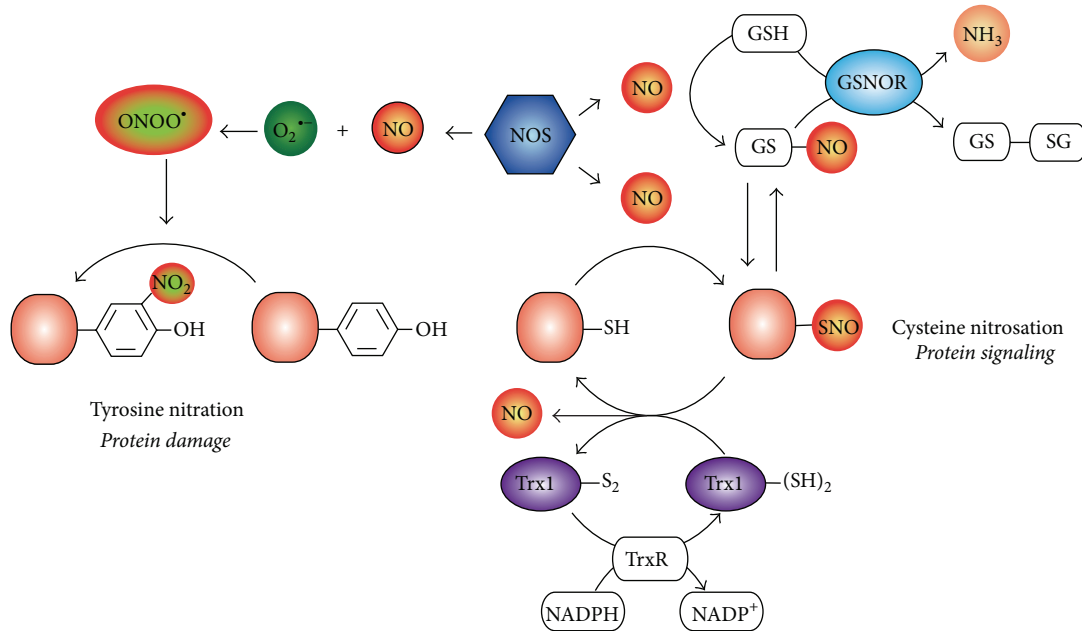 GSH
NH₃
GSNOR
NO
ONOO•
O₂•−
+
NO
NOS
GS
NO
GS
SG
NO
NO₂
OH
OH
SH
SNO
Cysteine nitrosation
Protein signaling
Tyrosine nitration
Protein damage
NO
Trx1
S₂
Trx1
(SH)₂
TrxR
NADPH
NADP⁺